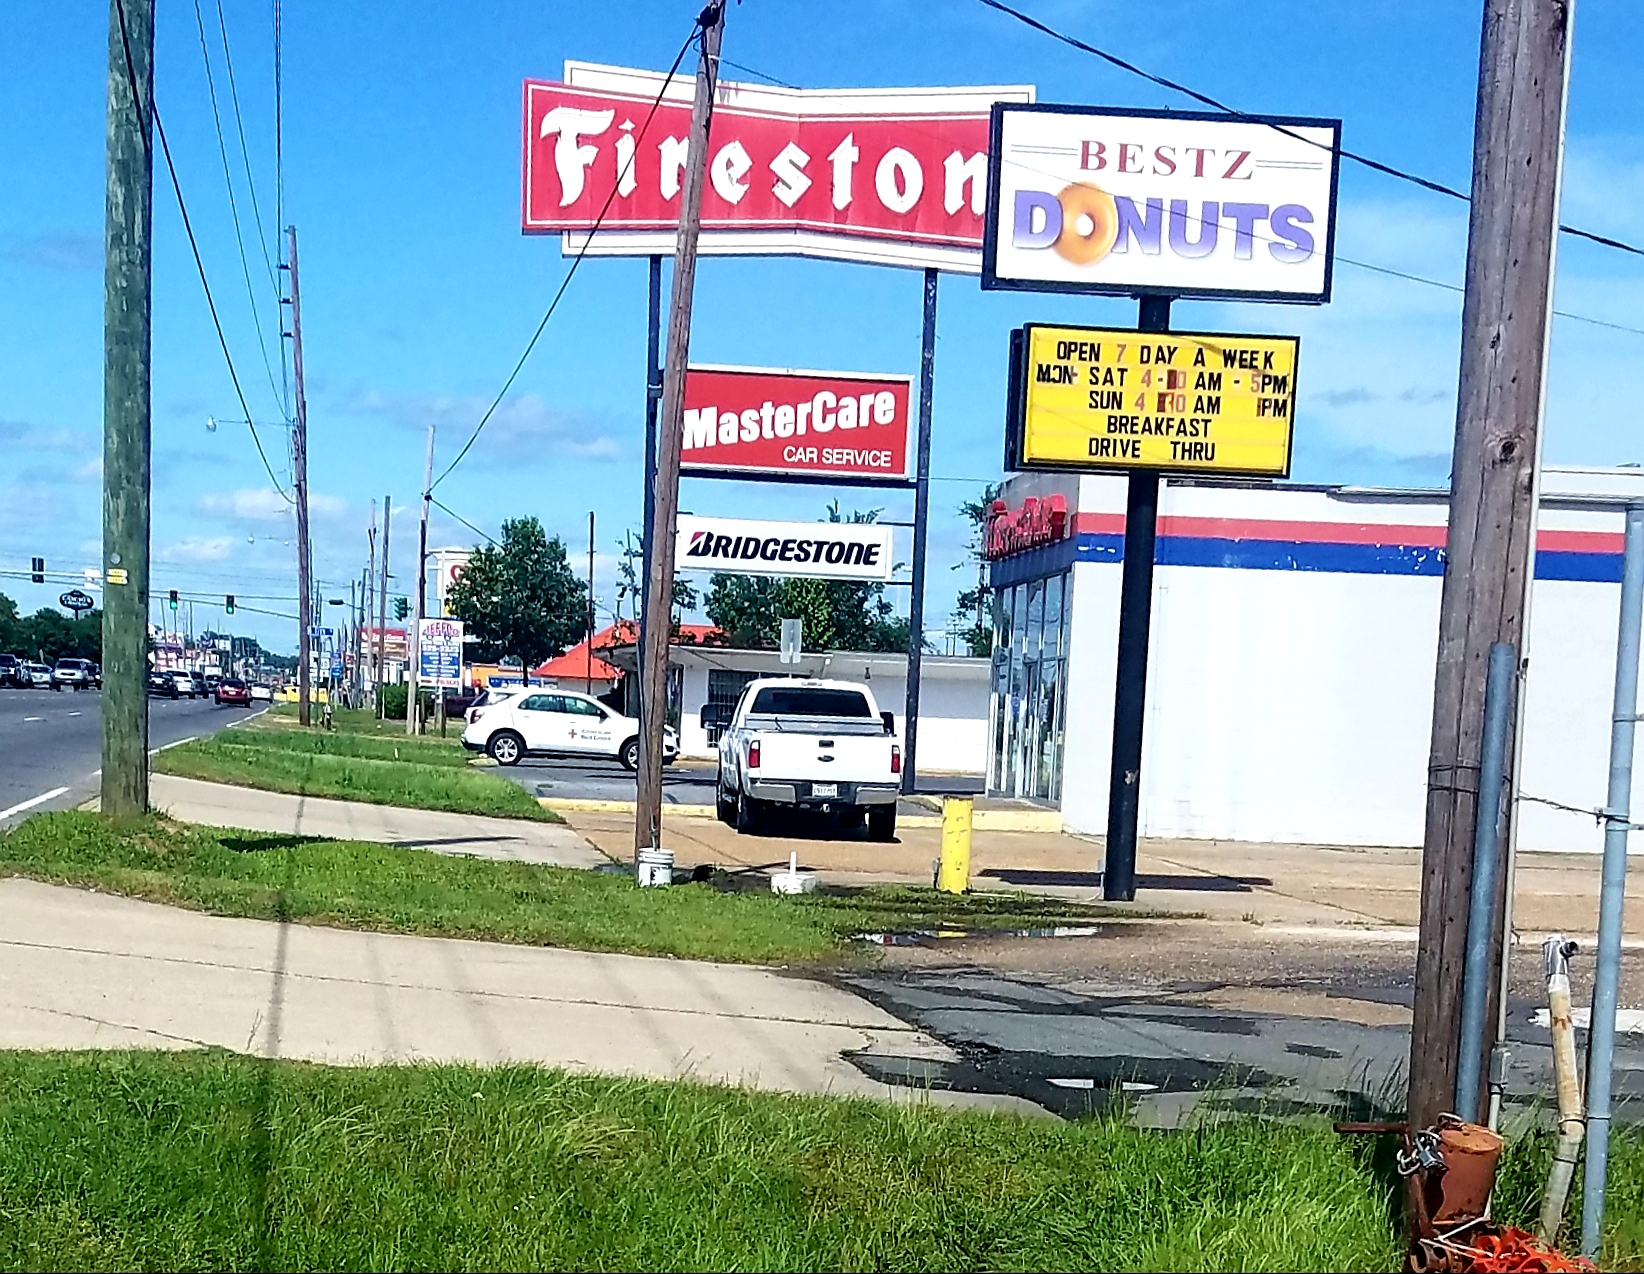 Fireston
BESTZ
DONUTS
OPEN 7 DAY A WEEK
MON SAT 4- AM - 5PM
SUN 4 AM PM
BREAKFAST
DRIVE THRU
MasterCare
CAR SERVICE
BRIDGESTONE